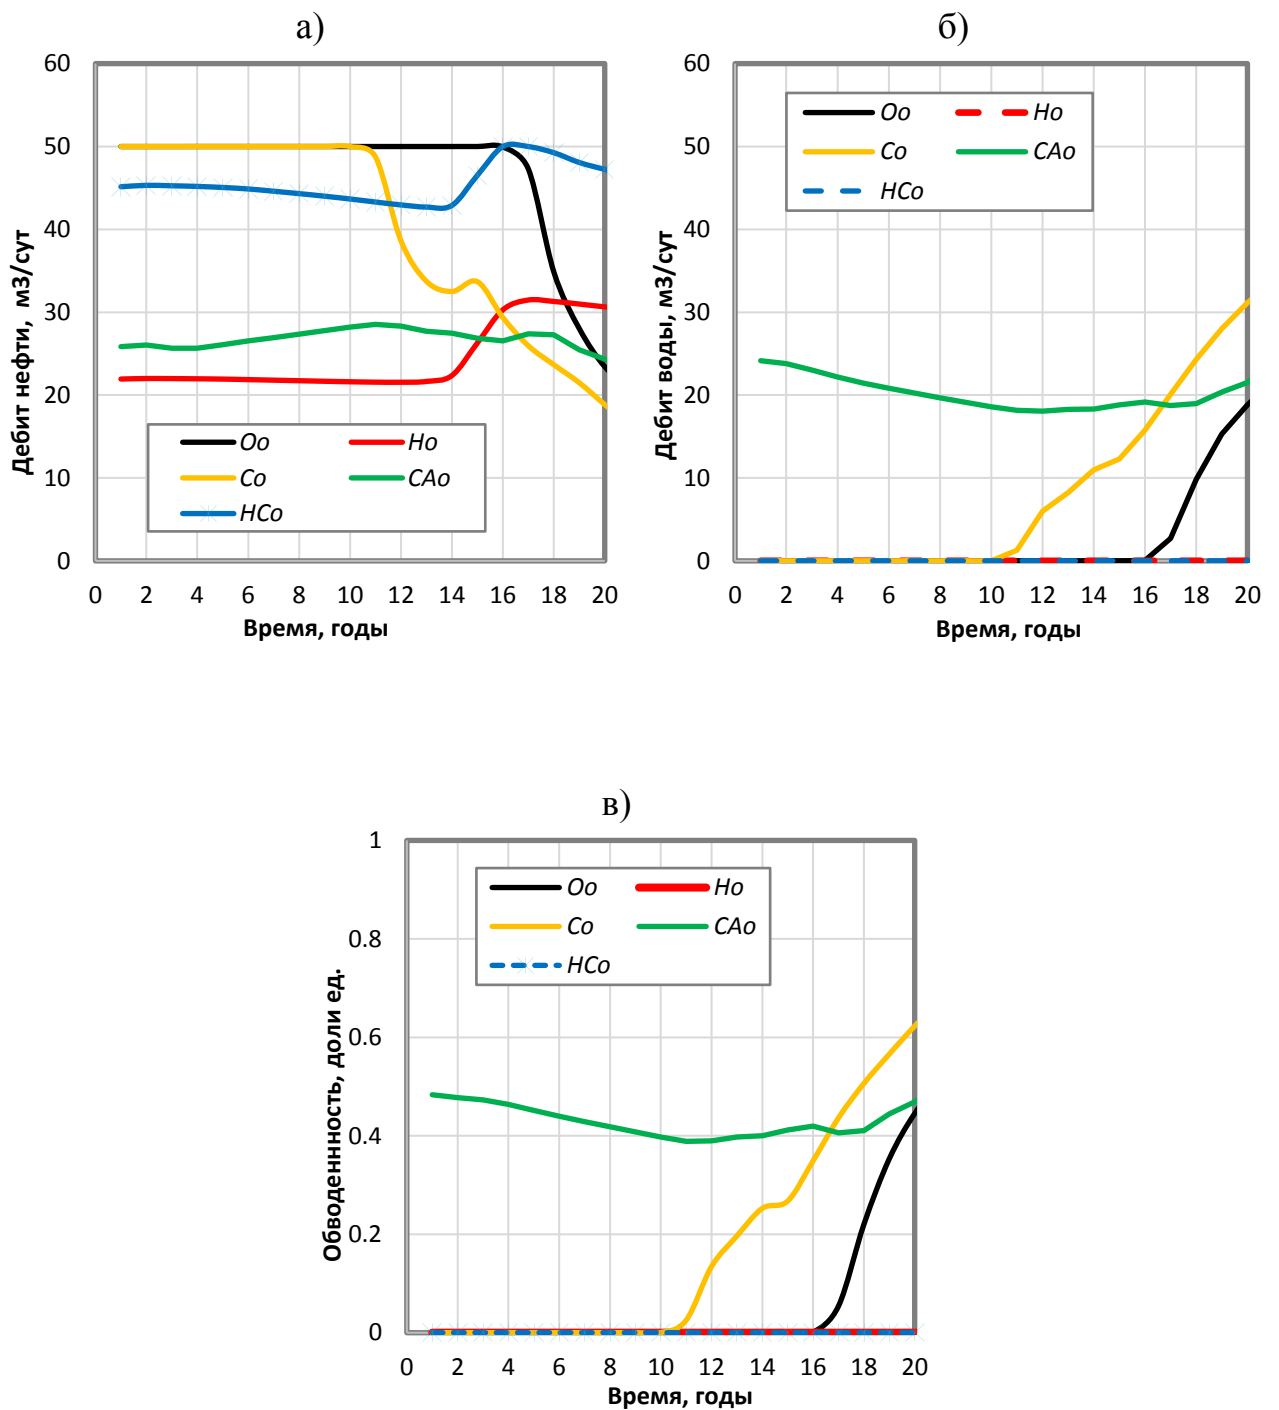 а)
60
50
40
30
20
10
0
Дебит нефти, м3/сут
Оо
Но
Со
САо
НСо
0 2 4 6 8 10 12 14 16 18 20
Время, годы
б)
60
50
40
30
20
10
0
Дебит воды, м3/сут
Оо
Но
Со
САо
НСо
0 2 4 6 8 10 12 14 16 18 20
Время, годы
в)
1
0.8
0.6
0.4
0.2
0
Обводеннность, доли ед.
Оо
Но
Со
САо
НСо
0 2 4 6 8 10 12 14 16 18 20
Время, годы